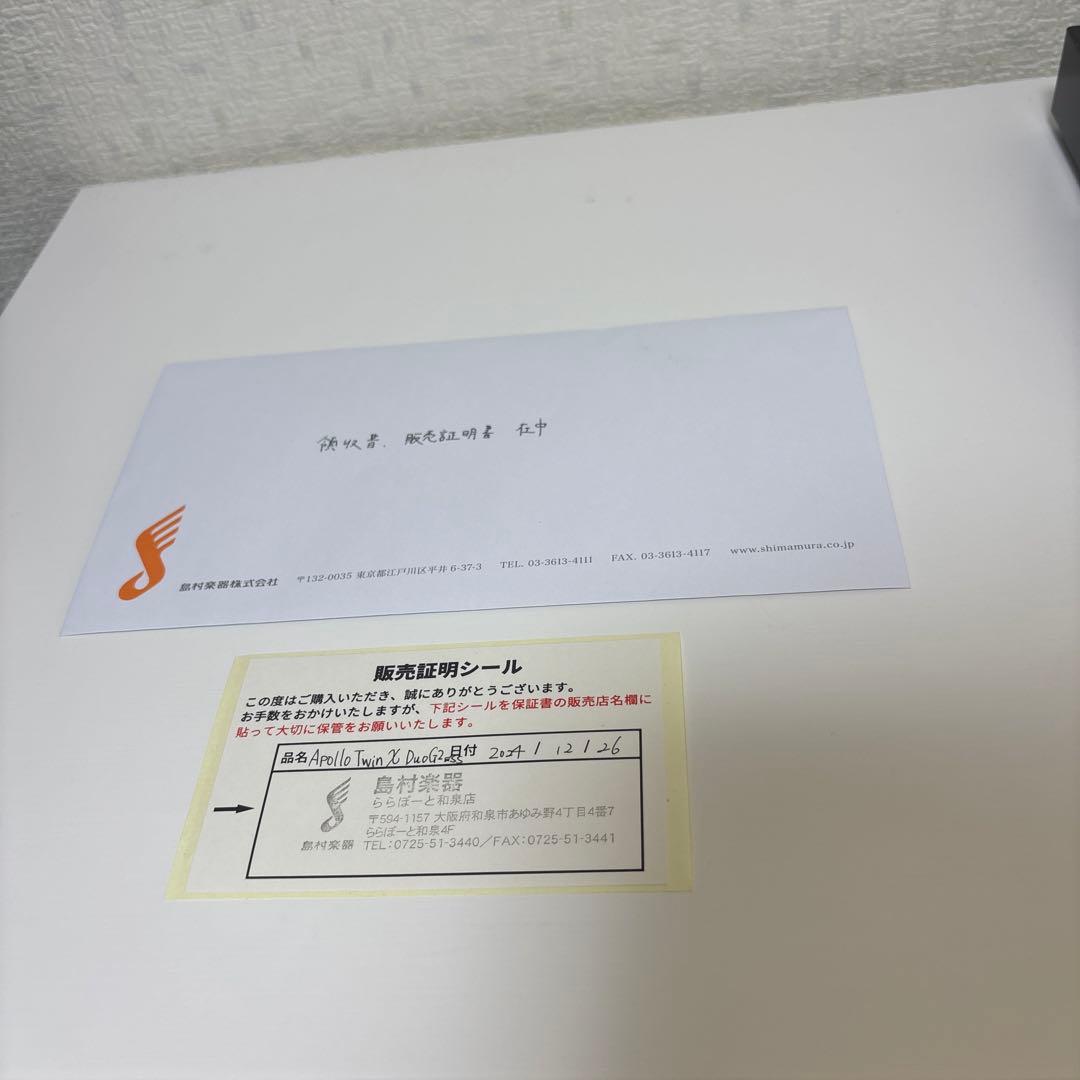 領収書、販売証明書 在中
島村楽器株式会社 〒132-0035 東京都江戸川区平井 6-37-3 TEL. 03-3613-4111 FAX. 03-3613-4117 www.shimamura.co.jp
販売証明シール
この度はご購入いただき、誠にありがとうございます。
お手数をおかけいたしますが、下記シールを保証書の販売店名欄に
貼って大切に保管をお願いいたします。
品名 Apollo Twin X Duo G2 日付 2024 / 12 / 26
島村楽器
ららぽーと和泉店
〒594-1157 大阪府和泉市あゆみ野4丁目4番7
ららぽーと和泉4F
島村楽器 TEL:0725-51-3440/FAX:0725-51-3441